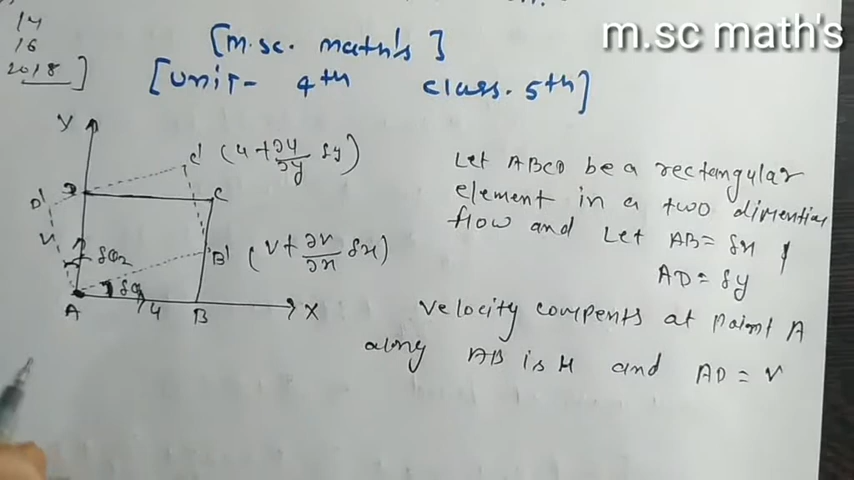 14
16
2018 ]
[m.sc. math's]
[Unit- 4th class. 5th]
m.sc math's
Y
C' (u + ∂u/∂y δy)
D'
D
C
v
δθ2
B' (v + ∂v/∂x δx)
δθ1
A
u
B
X
Let ABCD be a rectangular
element in a two dimential
flow and Let AB = δx &
AD = δy
velocity compents at point A
along AB is u and AD = v